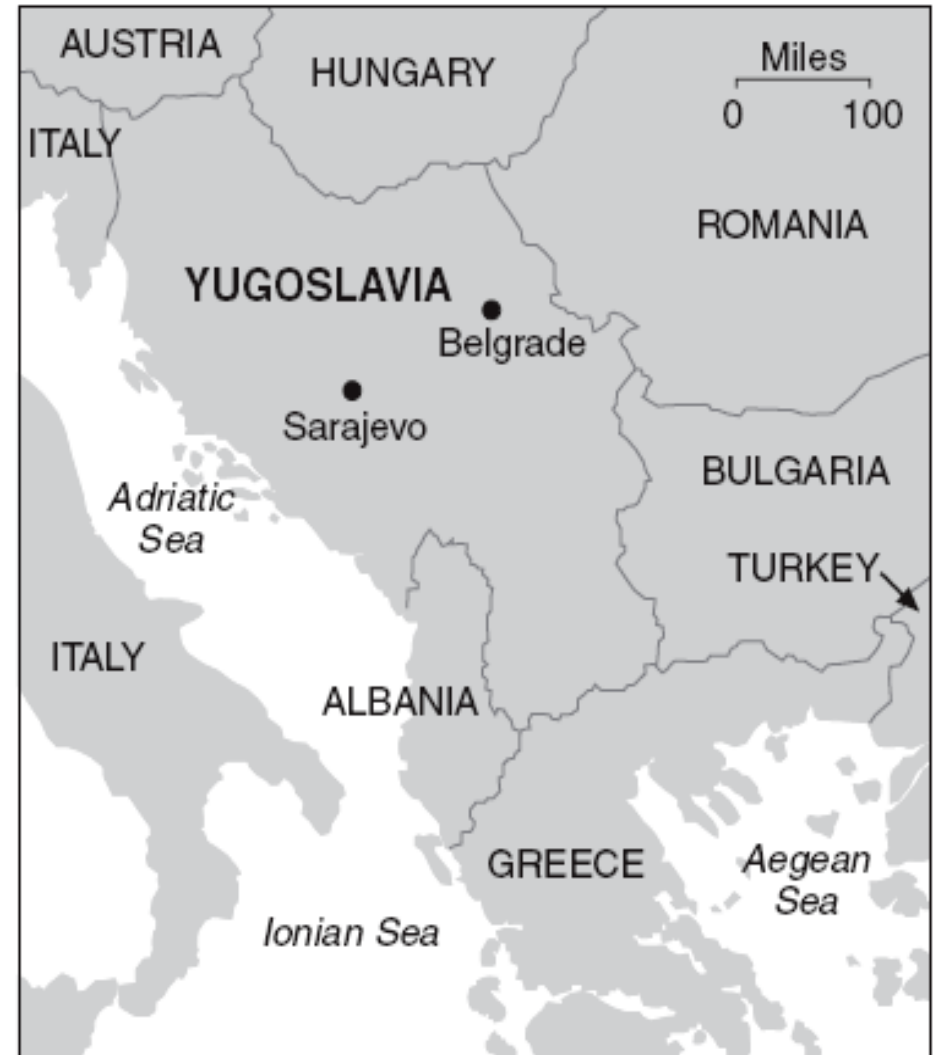 AUSTRIA
HUNGARY
Miles
0 100
ITALY
ROMANIA
YUGOSLAVIA
Belgrade
Sarajevo
BULGARIA
Adriatic
Sea
TURKEY
ITALY
ALBANIA
GREECE
Aegean
Sea
Ionian Sea